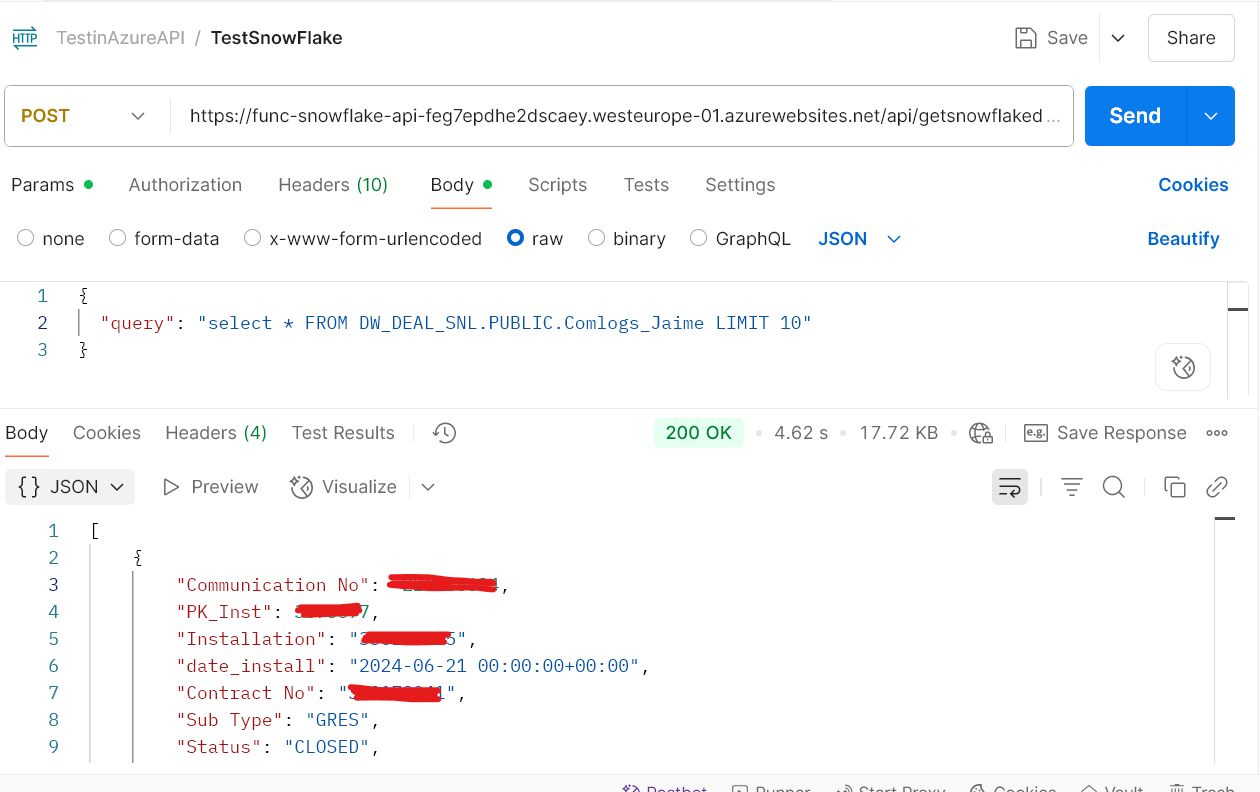 HTTP TestinAzureAPI / TestSnowFlake Save Share
POST https://func-snowflake-api-feg7epdhe2dscaey.westeurope-01.azurewebsites.net/api/getsnowflaked ... Send
Params Authorization Headers (10) Body Scripts Tests Settings Cookies
none form-data x-www-form-urlencoded raw binary GraphQL JSON Beautify
1 {
2 "query": "select * FROM DW_DEAL_SNL.PUBLIC.Comlogs_Jaime LIMIT 10"
3 }
Body Cookies Headers (4) Test Results 200 OK • 4.62 s • 17.72 KB • e.g. Save Response
{} JSON Preview Visualize
1 [
2 {
3 "Communication No": ,
4 "PK_Inst": 7,
5 "Installation": " 5",
6 "date_install": "2024-06-21 00:00:00+00:00",
7 "Contract No": " 1",
8 "Sub Type": "GRES",
9 "Status": "CLOSED",
Postbot Runner Start Proxy Cookies Vault Trash